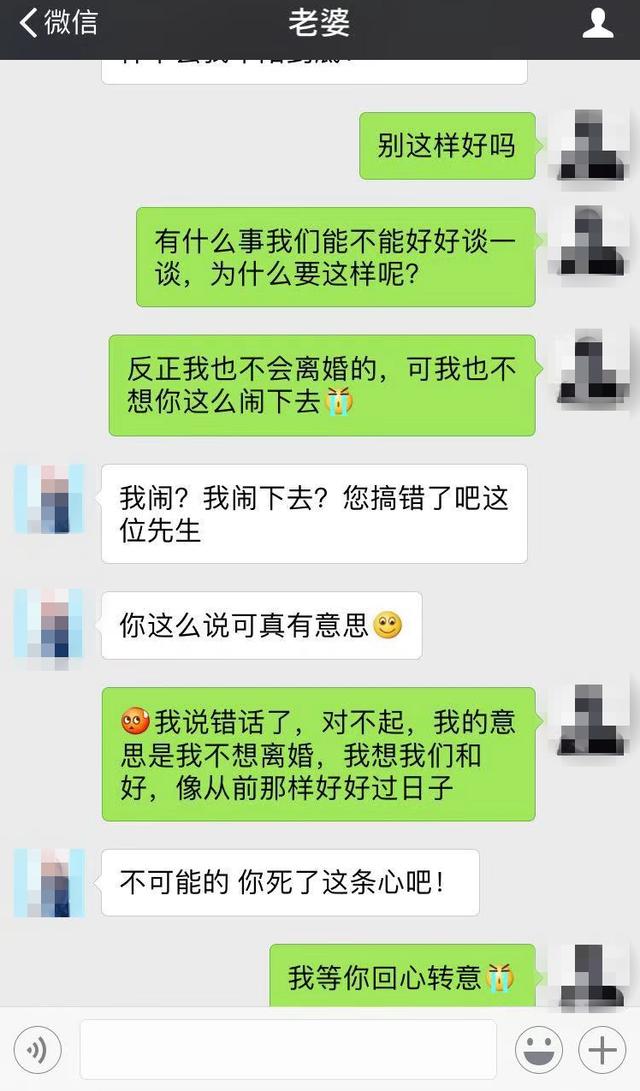 微信
老婆
别这样好吗
有什么事我们能不能好好谈一
谈，为什么要这样呢？
反正我也不会离婚的，可我也不
想你这么闹下去
我闹？我闹下去？您搞错了吧这
位先生
你这么说可真有意思
我说错话了，对不起，我的意
思是我不想离婚，我想我们和
好，像从前那样好好过日子
不可能的 你死了这条心吧！
我等你回心转意